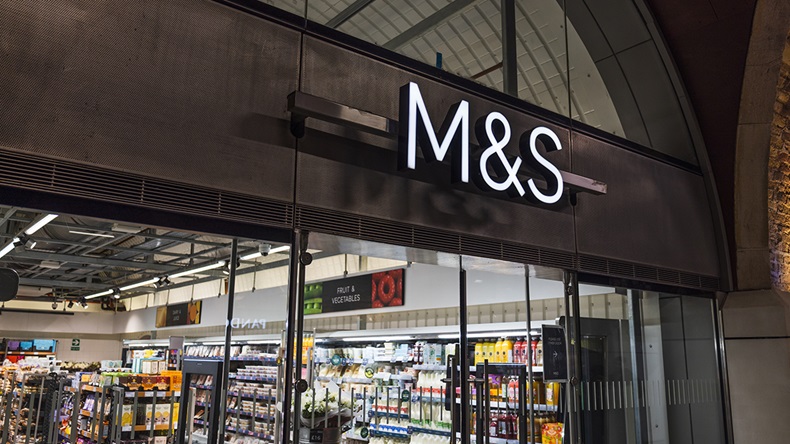 M&S
FRUIT &
VEGETABLES